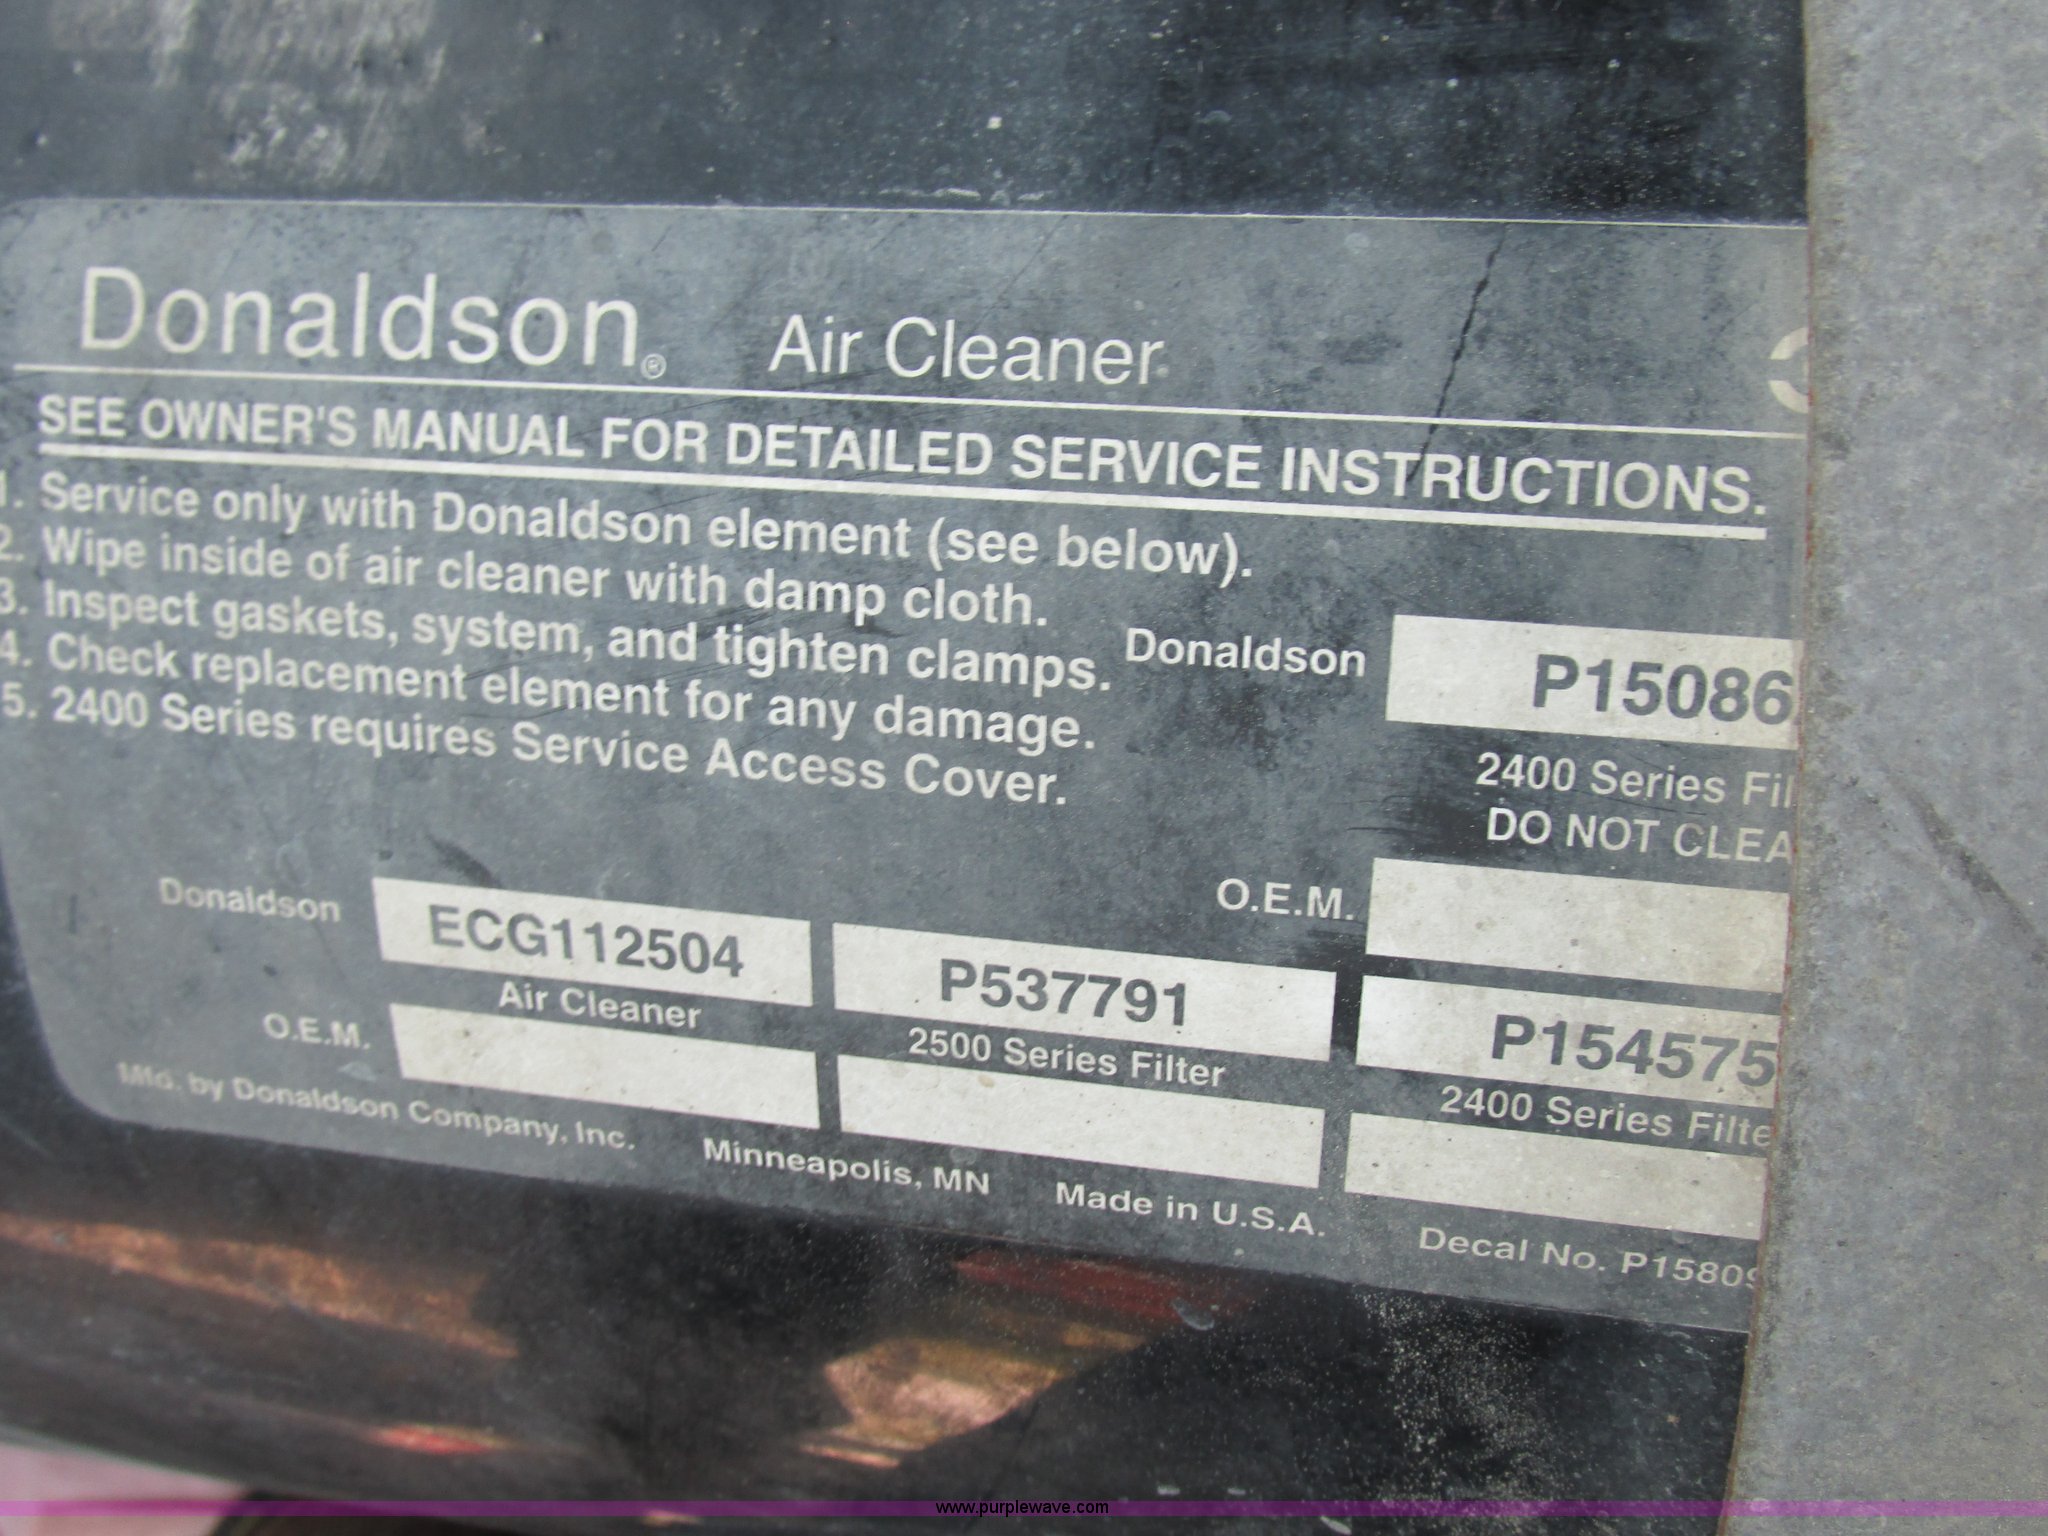 Donaldson® Air Cleaner
SEE OWNER'S MANUAL FOR DETAILED SERVICE INSTRUCTIONS.
1. Service only with Donaldson element (see below).
2. Wipe inside of air cleaner with damp cloth.
3. Inspect gaskets, system, and tighten clamps.
4. Check replacement element for any damage.
5. 2400 Series requires Service Access Cover.
Donaldson P15086
2400 Series Fil
DO NOT CLEA
O.E.M.
Donaldson ECG112504 P537791 P154575
Air Cleaner 2500 Series Filter 2400 Series Filte
O.E.M.
Mfd. by Donaldson Company, Inc. Minneapolis, MN Made in U.S.A. Decal No. P15809
www.purplewave.com